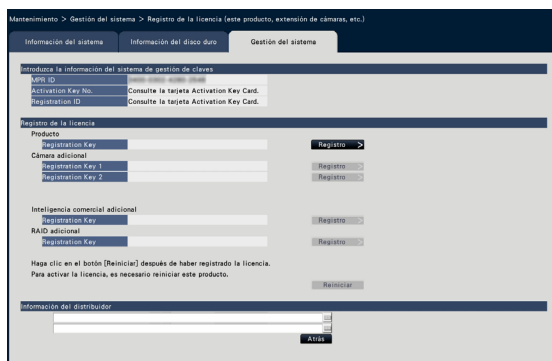 Mantenimiento > Gestión del sistema > Registro de la licencia (este producto, extensión de cámaras, etc.)
Información del sistema
Información del disco duro
Gestión del sistema
Introduzca la información del sistema de gestión de claves
MPR ID
Activation Key No. Consulte la tarjeta Activation Key Card.
Registration ID Consulte la tarjeta Activation Key Card.
Registro de la licencia
Producto
Registration Key Registro >
Cámara adicional
Registration Key 1 Registro >
Registration Key 2 Registro >
Inteligencia comercial adicional
Registration Key Registro >
RAID adicional
Registration Key Registro >
Haga clic en el botón [Reiniciar] después de haber registrado la licencia.
Para activar la licencia, es necesario reiniciar este producto.
Reiniciar
Información del distribuidor
Atrás